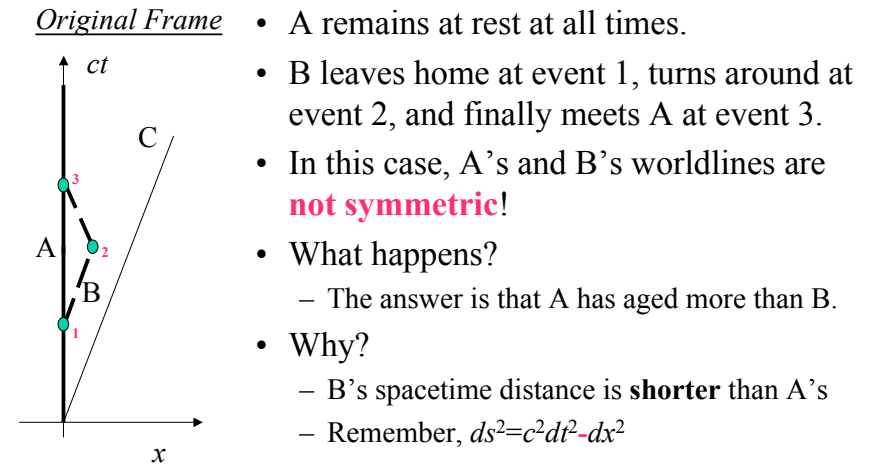 Original Frame
ct
C
3
A
2
B
1
x
• A remains at rest at all times.
• B leaves home at event 1, turns around at
event 2, and finally meets A at event 3.
• In this case, A’s and B’s worldlines are
not symmetric!
• What happens?
– The answer is that A has aged more than B.
• Why?
– B’s spacetime distance is shorter than A’s
– Remember, ds²=c²dt²-dx²